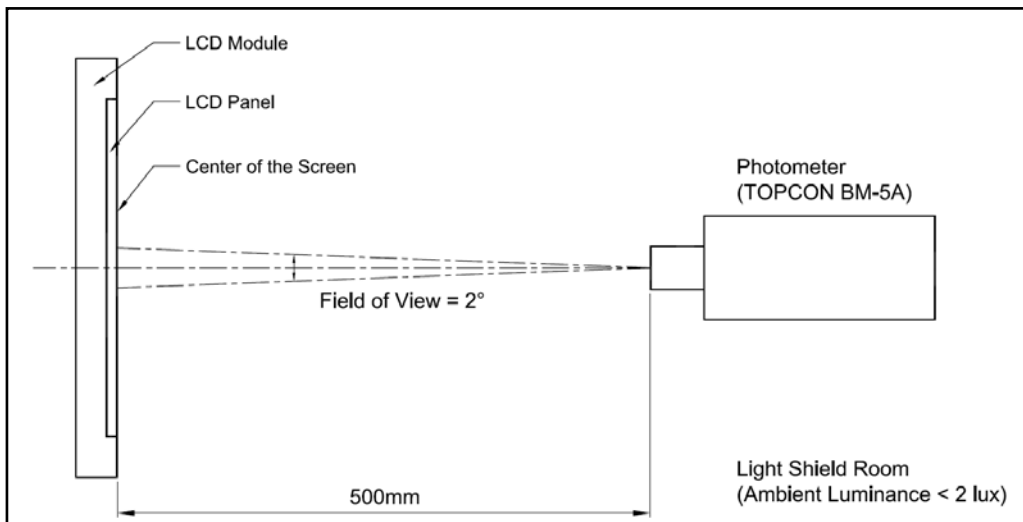 LCD Module
LCD Panel
Center of the Screen
Photometer
(TOPCON BM-5A)
Field of View = 2°
500mm
Light Shield Room
(Ambient Luminance < 2 lux)